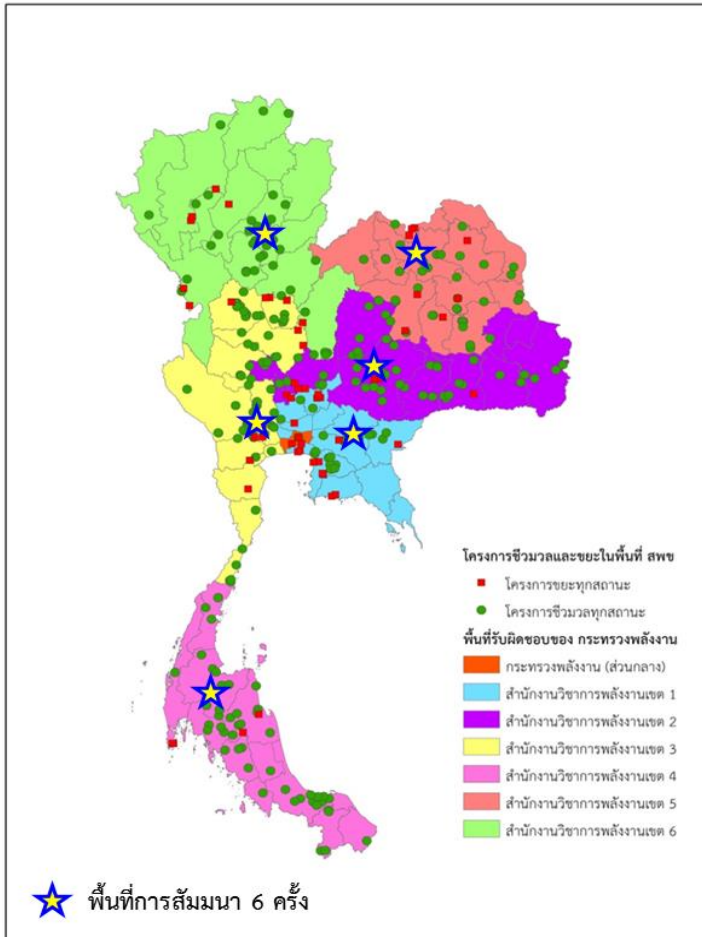 โครงการชีวมวลและขยะในพื้นที่ สพข
โครงการขยะทุกสถานะ
โครงการชีวมวลทุกสถานะ
พื้นที่รับผิดชอบของ กระทรวงพลังงาน
กระทรวงพลังงาน (ส่วนกลาง)
สำนักงานวิชาการพลังงานเขต 1
สำนักงานวิชาการพลังงานเขต 2
สำนักงานวิชาการพลังงานเขต 3
สำนักงานวิชาการพลังงานเขต 4
สำนักงานวิชาการพลังงานเขต 5
สำนักงานวิชาการพลังงานเขต 6
พื้นที่การสัมมนา 6 ครั้ง